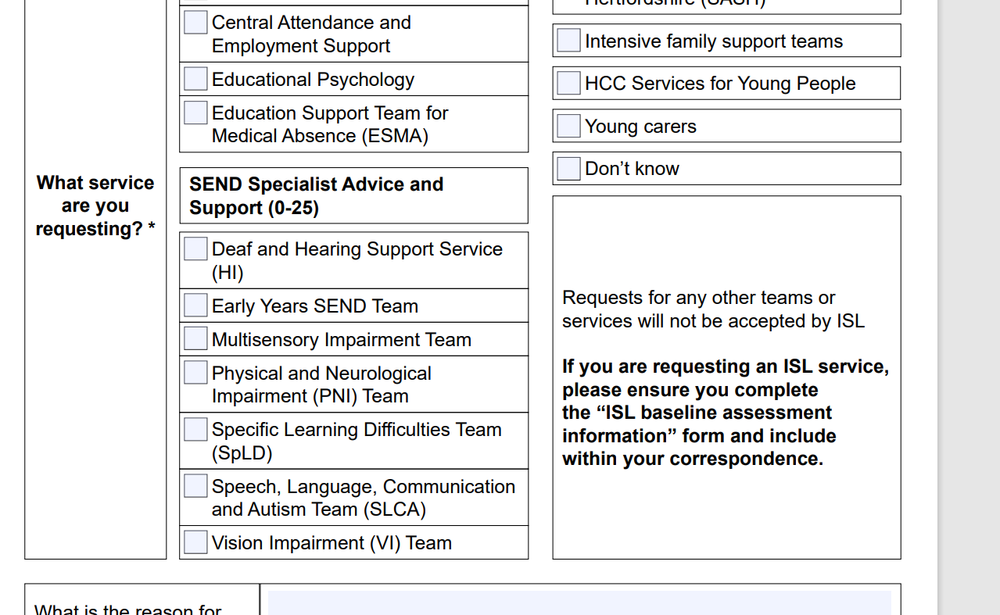 What service
are you
requesting? *
Central Attendance and
Employment Support
Educational Psychology
Education Support Team for
Medical Absence (ESMA)
SEND Specialist Advice and
Support (0-25)
Deaf and Hearing Support Service
(HI)
Early Years SEND Team
Multisensory Impairment Team
Physical and Neurological
Impairment (PNI) Team
Specific Learning Difficulties Team
(SpLD)
Speech, Language, Communication
and Autism Team (SLCA)
Vision Impairment (VI) Team
Hertfordshire (SASH)
Intensive family support teams
HCC Services for Young People
Young carers
Don’t know
Requests for any other teams or
services will not be accepted by ISL
If you are requesting an ISL service,
please ensure you complete
the “ISL baseline assessment
information” form and include
within your correspondence.
What is the reason for